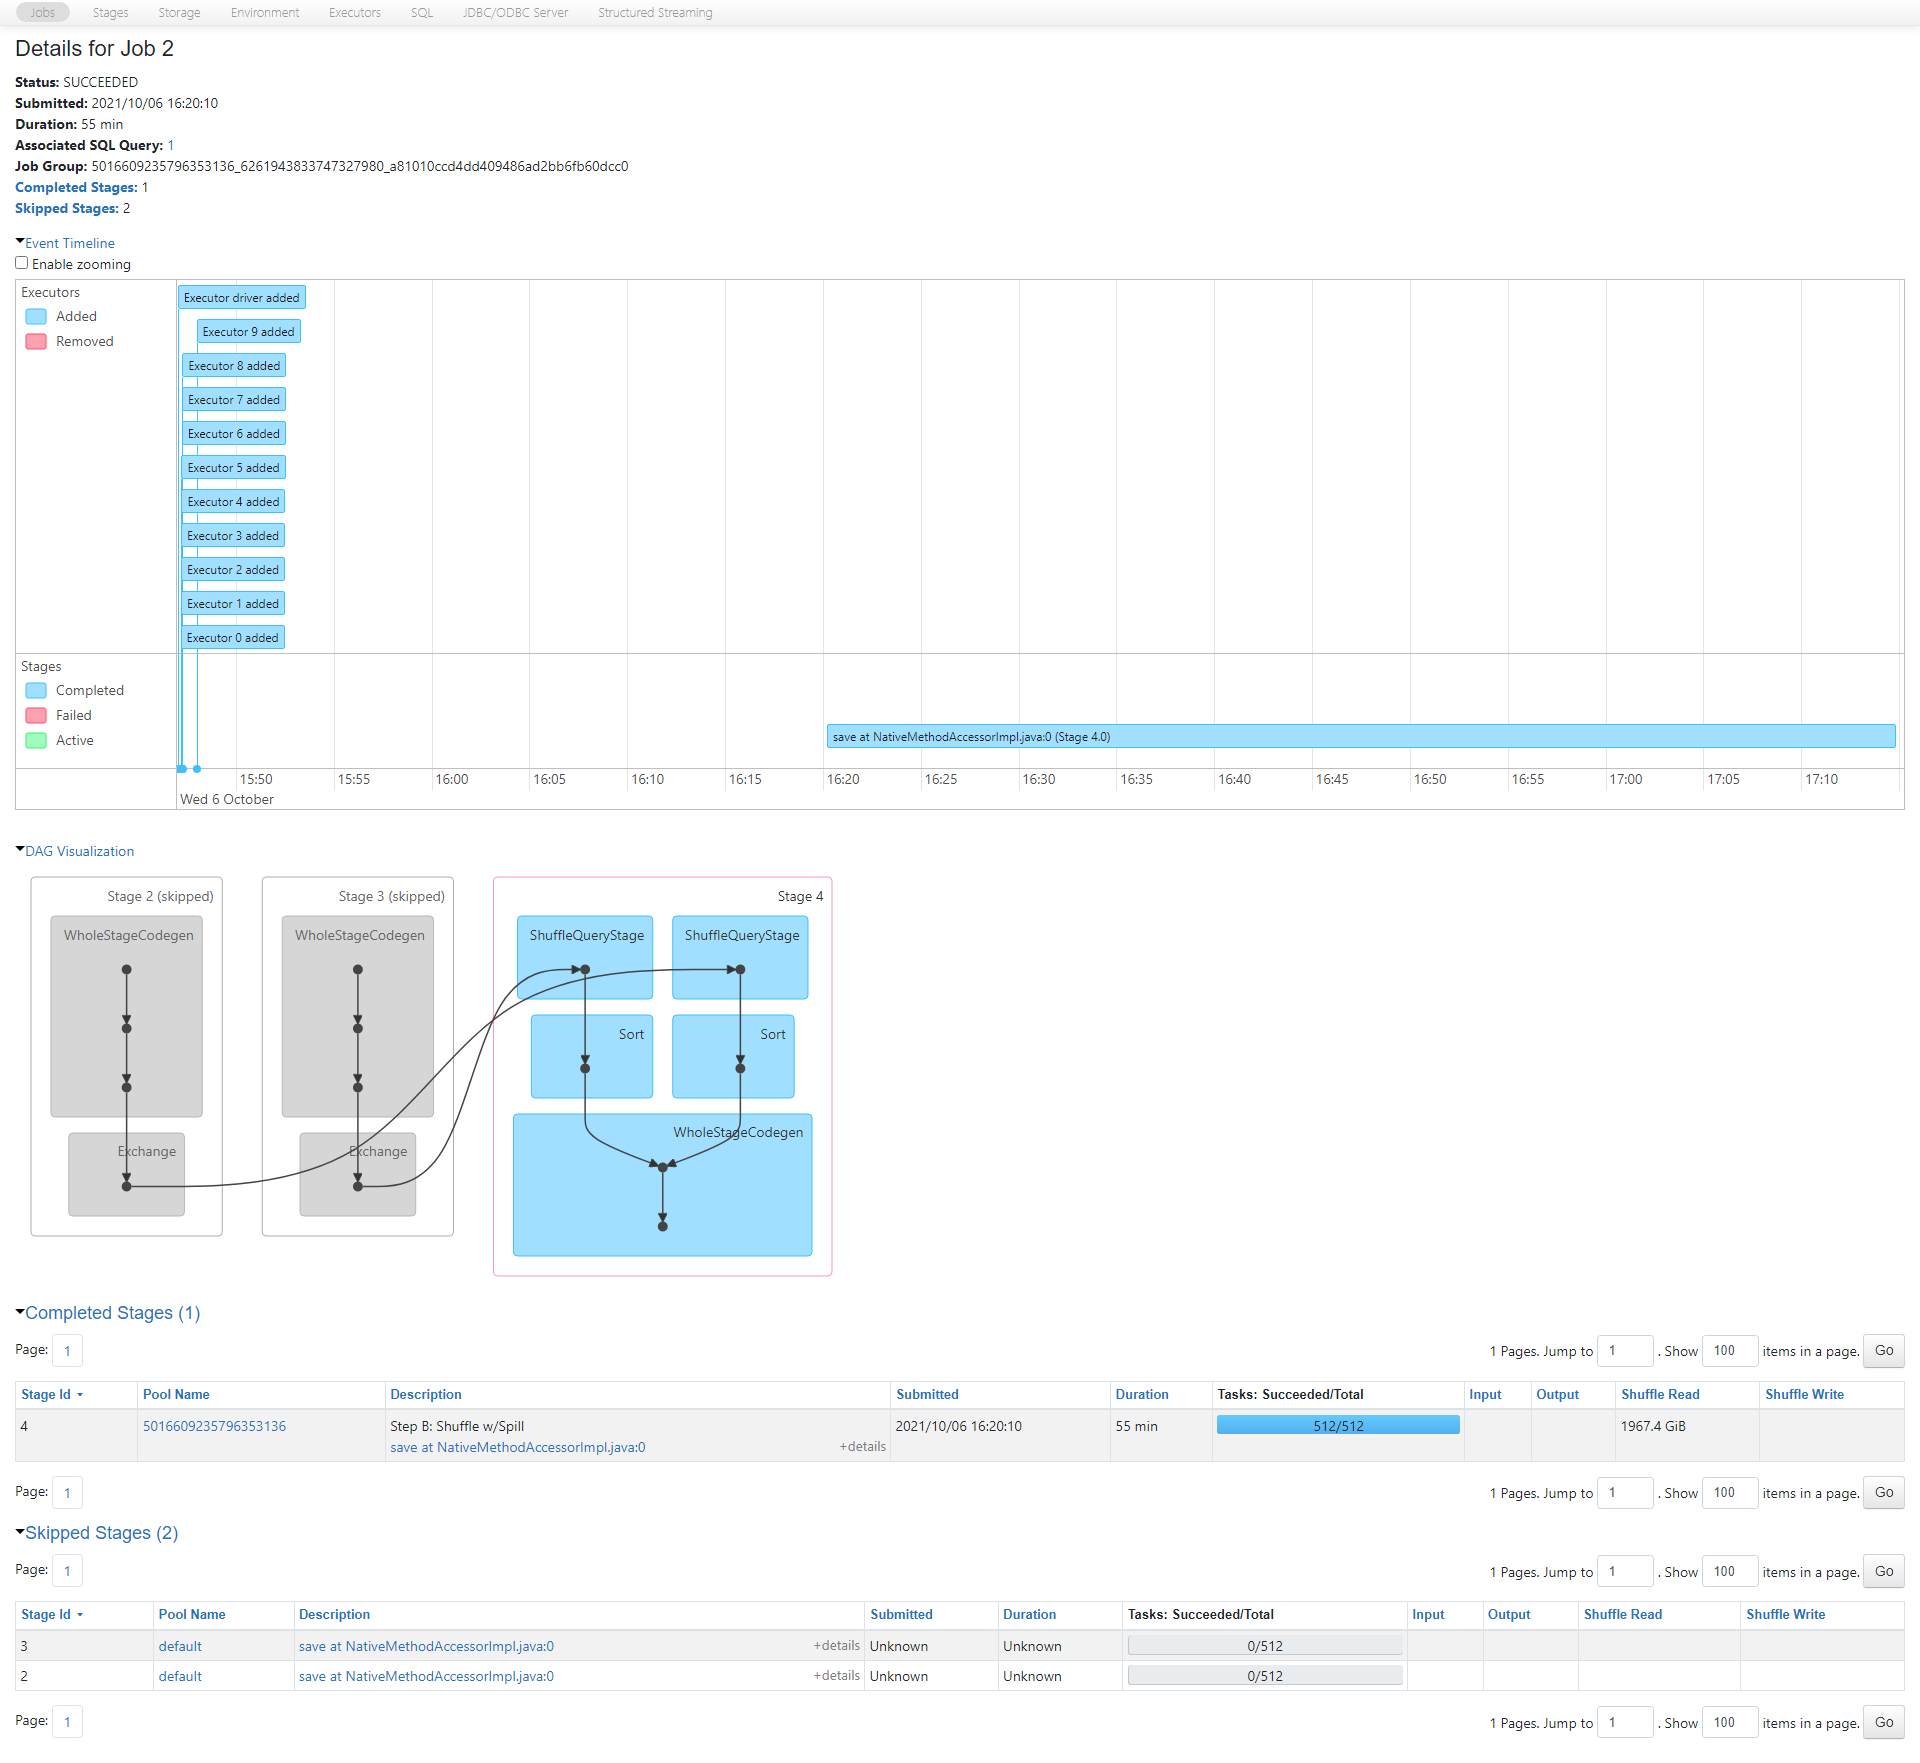 Jobs Stages Storage Environment Executors SQL JDBC/ODBC Server Structured Streaming
Details for Job 2
Status: SUCCEEDED
Submitted: 2021/10/06 16:20:10
Duration: 55 min
Associated SQL Query: 1
Job Group: 5016609235796353136_6261943833747327980_a81010ccd4dd409486ad2bb6fb60dcc0
Completed Stages: 1
Skipped Stages: 2
Event Timeline
Enable zooming
Executors
Added
Removed
Executor driver added
Executor 9 added
Executor 8 added
Executor 7 added
Executor 6 added
Executor 5 added
Executor 4 added
Executor 3 added
Executor 2 added
Executor 1 added
Executor 0 added
Stages
Completed
Failed
Active
save at NativeMethodAccessorImpl.java:0 (Stage 4.0)
15:50 15:55 16:00 16:05 16:10 16:15 16:20 16:25 16:30 16:35 16:40 16:45 16:50 16:55 17:00 17:05 17:10
Wed 6 October
DAG Visualization
Stage 2 (skipped)
WholeStageCodegen
Exchange
Stage 3 (skipped)
WholeStageCodegen
Exchange
Stage 4
ShuffleQueryStage ShuffleQueryStage
Sort Sort
WholeStageCodegen
Completed Stages (1)
Page: 1 1 Pages. Jump to 1 . Show 100 items in a page. Go
Stage Id Pool Name Description Submitted Duration Tasks: Succeeded/Total Input Output Shuffle Read Shuffle Write
4 5016609235796353136 Step B: Shuffle w/Spill 2021/10/06 16:20:10 55 min 512/512 1967.4 GiB
save at NativeMethodAccessorImpl.java:0 +details
Page: 1 1 Pages. Jump to 1 . Show 100 items in a page. Go
Skipped Stages (2)
Page: 1 1 Pages. Jump to 1 . Show 100 items in a page. Go
Stage Id Pool Name Description Submitted Duration Tasks: Succeeded/Total Input Output Shuffle Read Shuffle Write
3 default save at NativeMethodAccessorImpl.java:0 +details Unknown Unknown 0/512
2 default save at NativeMethodAccessorImpl.java:0 +details Unknown Unknown 0/512
Page: 1 1 Pages. Jump to 1 . Show 100 items in a page. Go